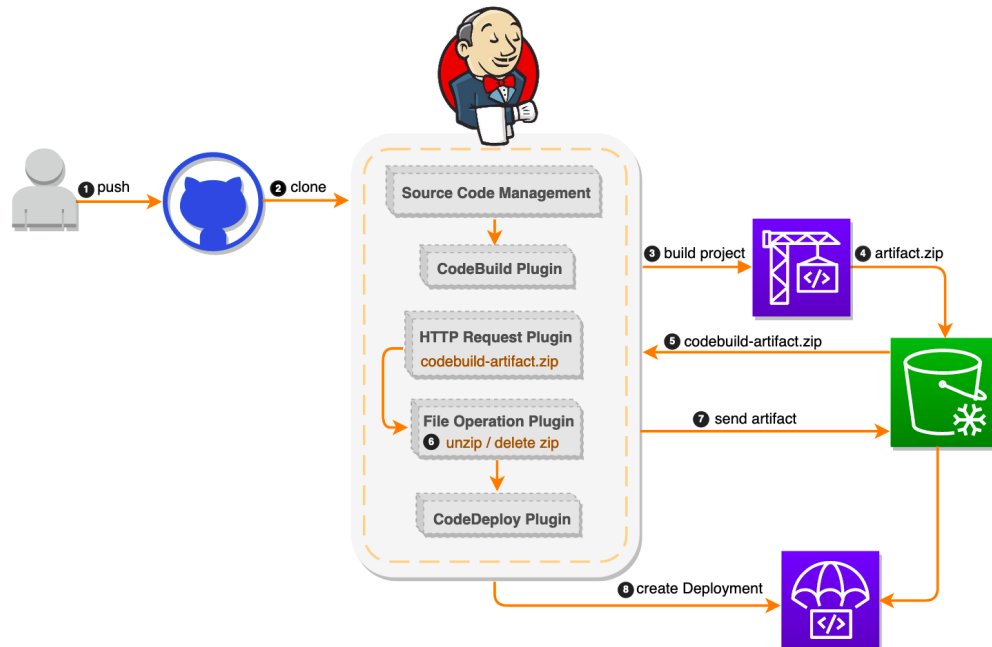 1 push
2 clone
Source Code Management
CodeBuild Plugin
3 build project
4 artifact.zip
HTTP Request Plugin
codebuild-artifact.zip
5 codebuild-artifact.zip
File Operation Plugin
6 unzip / delete zip
7 send artifact
CodeDeploy Plugin
8 create Deployment